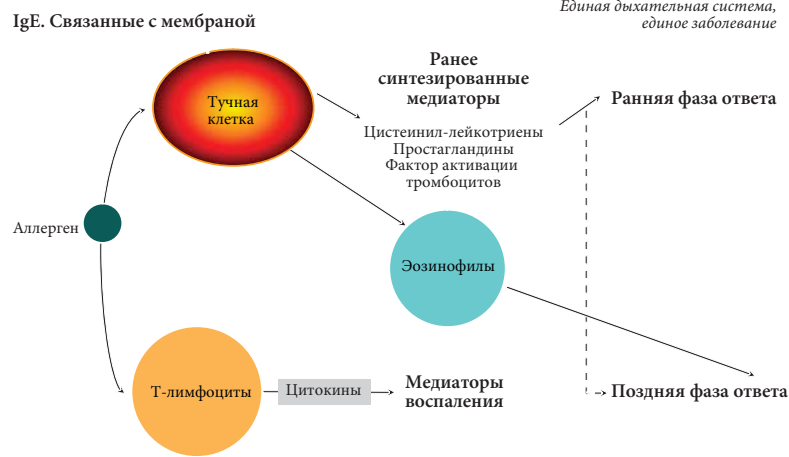 IgE. Связанные с мембраной
Единая дыхательная система,
единое заболевание
Тучная
клетка
Ранее
синтезированные
медиаторы
Цистеинил-лейкотриены
Простагландины
Фактор активации
тромбоцитов
Ранняя фаза ответа
Аллерген
Эозинофилы
Т-лимфоциты
Цитокины
Медиаторы
воспаления
Поздняя фаза ответа